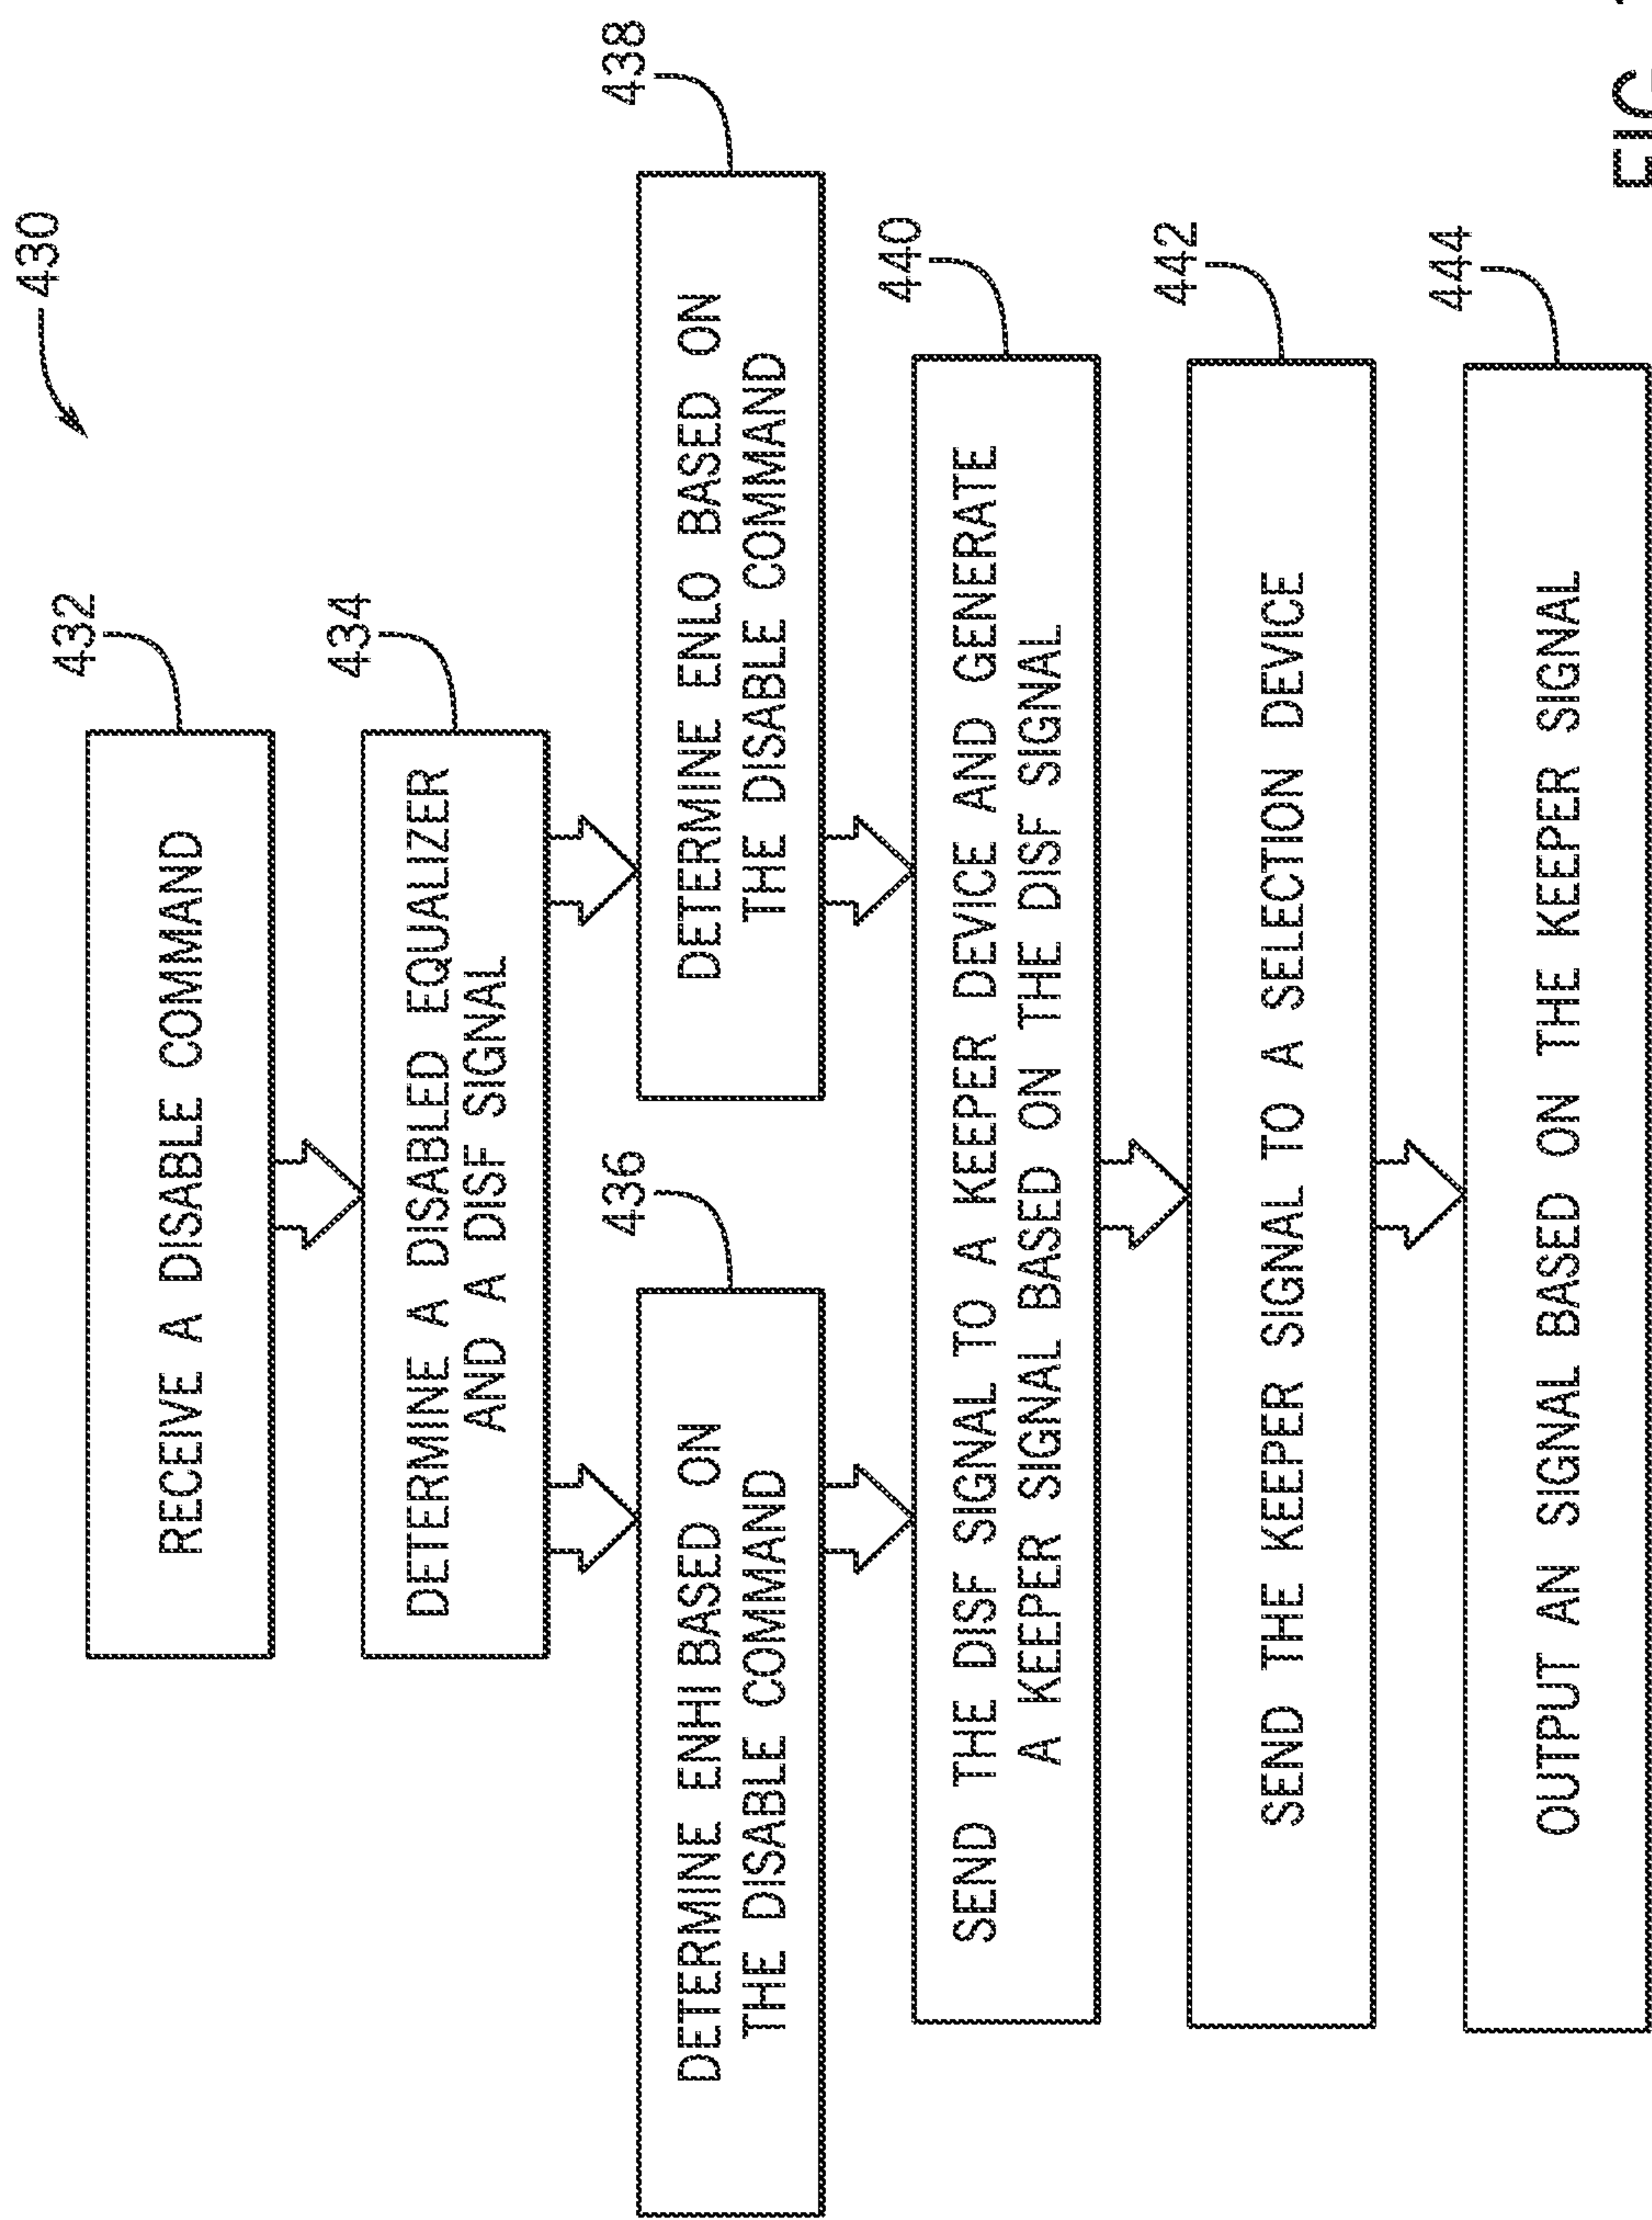 430
432
RECEIVE A DISABLE COMMAND
434
DETERMINE A DISABLED EQUALIZER
AND A DISF SIGNAL
436
DETERMINE ENHI BASED ON
THE DISABLE COMMAND
438
DETERMINE ENLO BASED ON
THE DISABLE COMMAND
440
SEND THE DISF SIGNAL TO A KEEPER DEVICE AND GENERATE
A KEEPER SIGNAL BASED ON THE DISF SIGNAL
442
SEND THE KEEPER SIGNAL TO A SELECTION DEVICE
444
OUTPUT AN SIGNAL BASED ON THE KEEPER SIGNAL